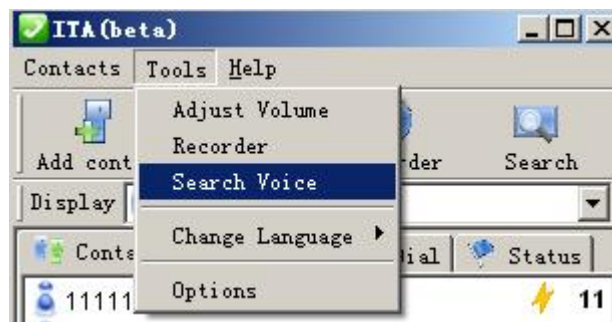 ITA(beta)
Contacts Tools Help
Adjust Volume
Recorder
Search Voice
Change Language
Options
Add cont
der
Search
Display
Conta
ial
Status
11111
11